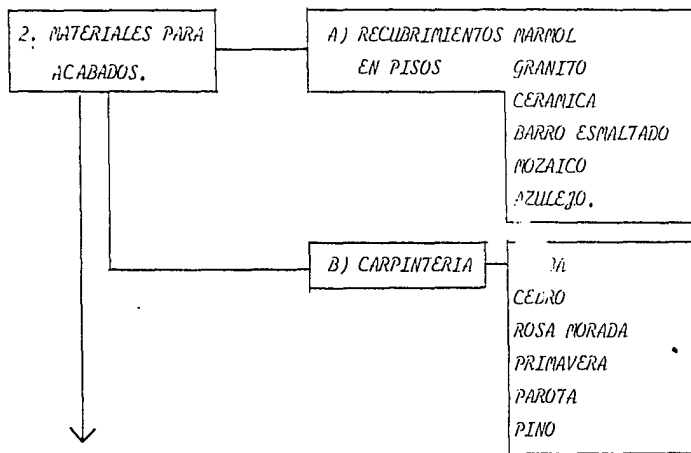 2. MATERIALES PARA
ACABADOS.
A) RECUBRIMIENTOS
EN PISOS
MARMOL
GRANITO
CERAMICA
BARRO ESMALTADO
MOZAICO
AZULEJO.
B) CARPINTERIA
CEDRO
ROSA MORADA
PRIMAVERA
PAROTA
PINO